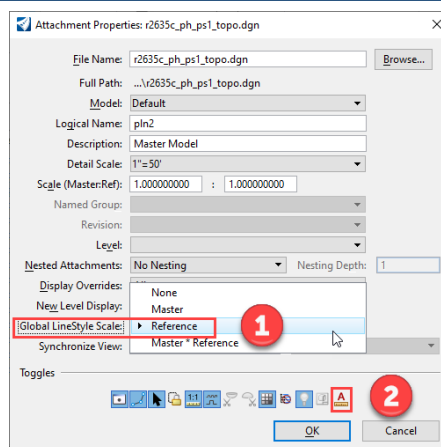 Attachment Properties: r2635c_ph_ps1_topo.dgn
File Name: r2635c_ph_ps1_topo.dgn Browse...
Full Path: ...\r2635c_ph_ps1_topo.dgn
Model: Default
Logical Name: pln2
Description: Master Model
Detail Scale: 1"=50'
Scale (Master:Ref): 1.000000000 : 1.000000000
Named Group:
Revision:
Level:
Nested Attachments: No Nesting Nesting Depth: 1
Display Overrides:
New Level Display:
None
Master
Global LineStyle Scale: Reference 1
Synchronize View: Master * Reference
Toggles
1:1 A 2
OK Cancel